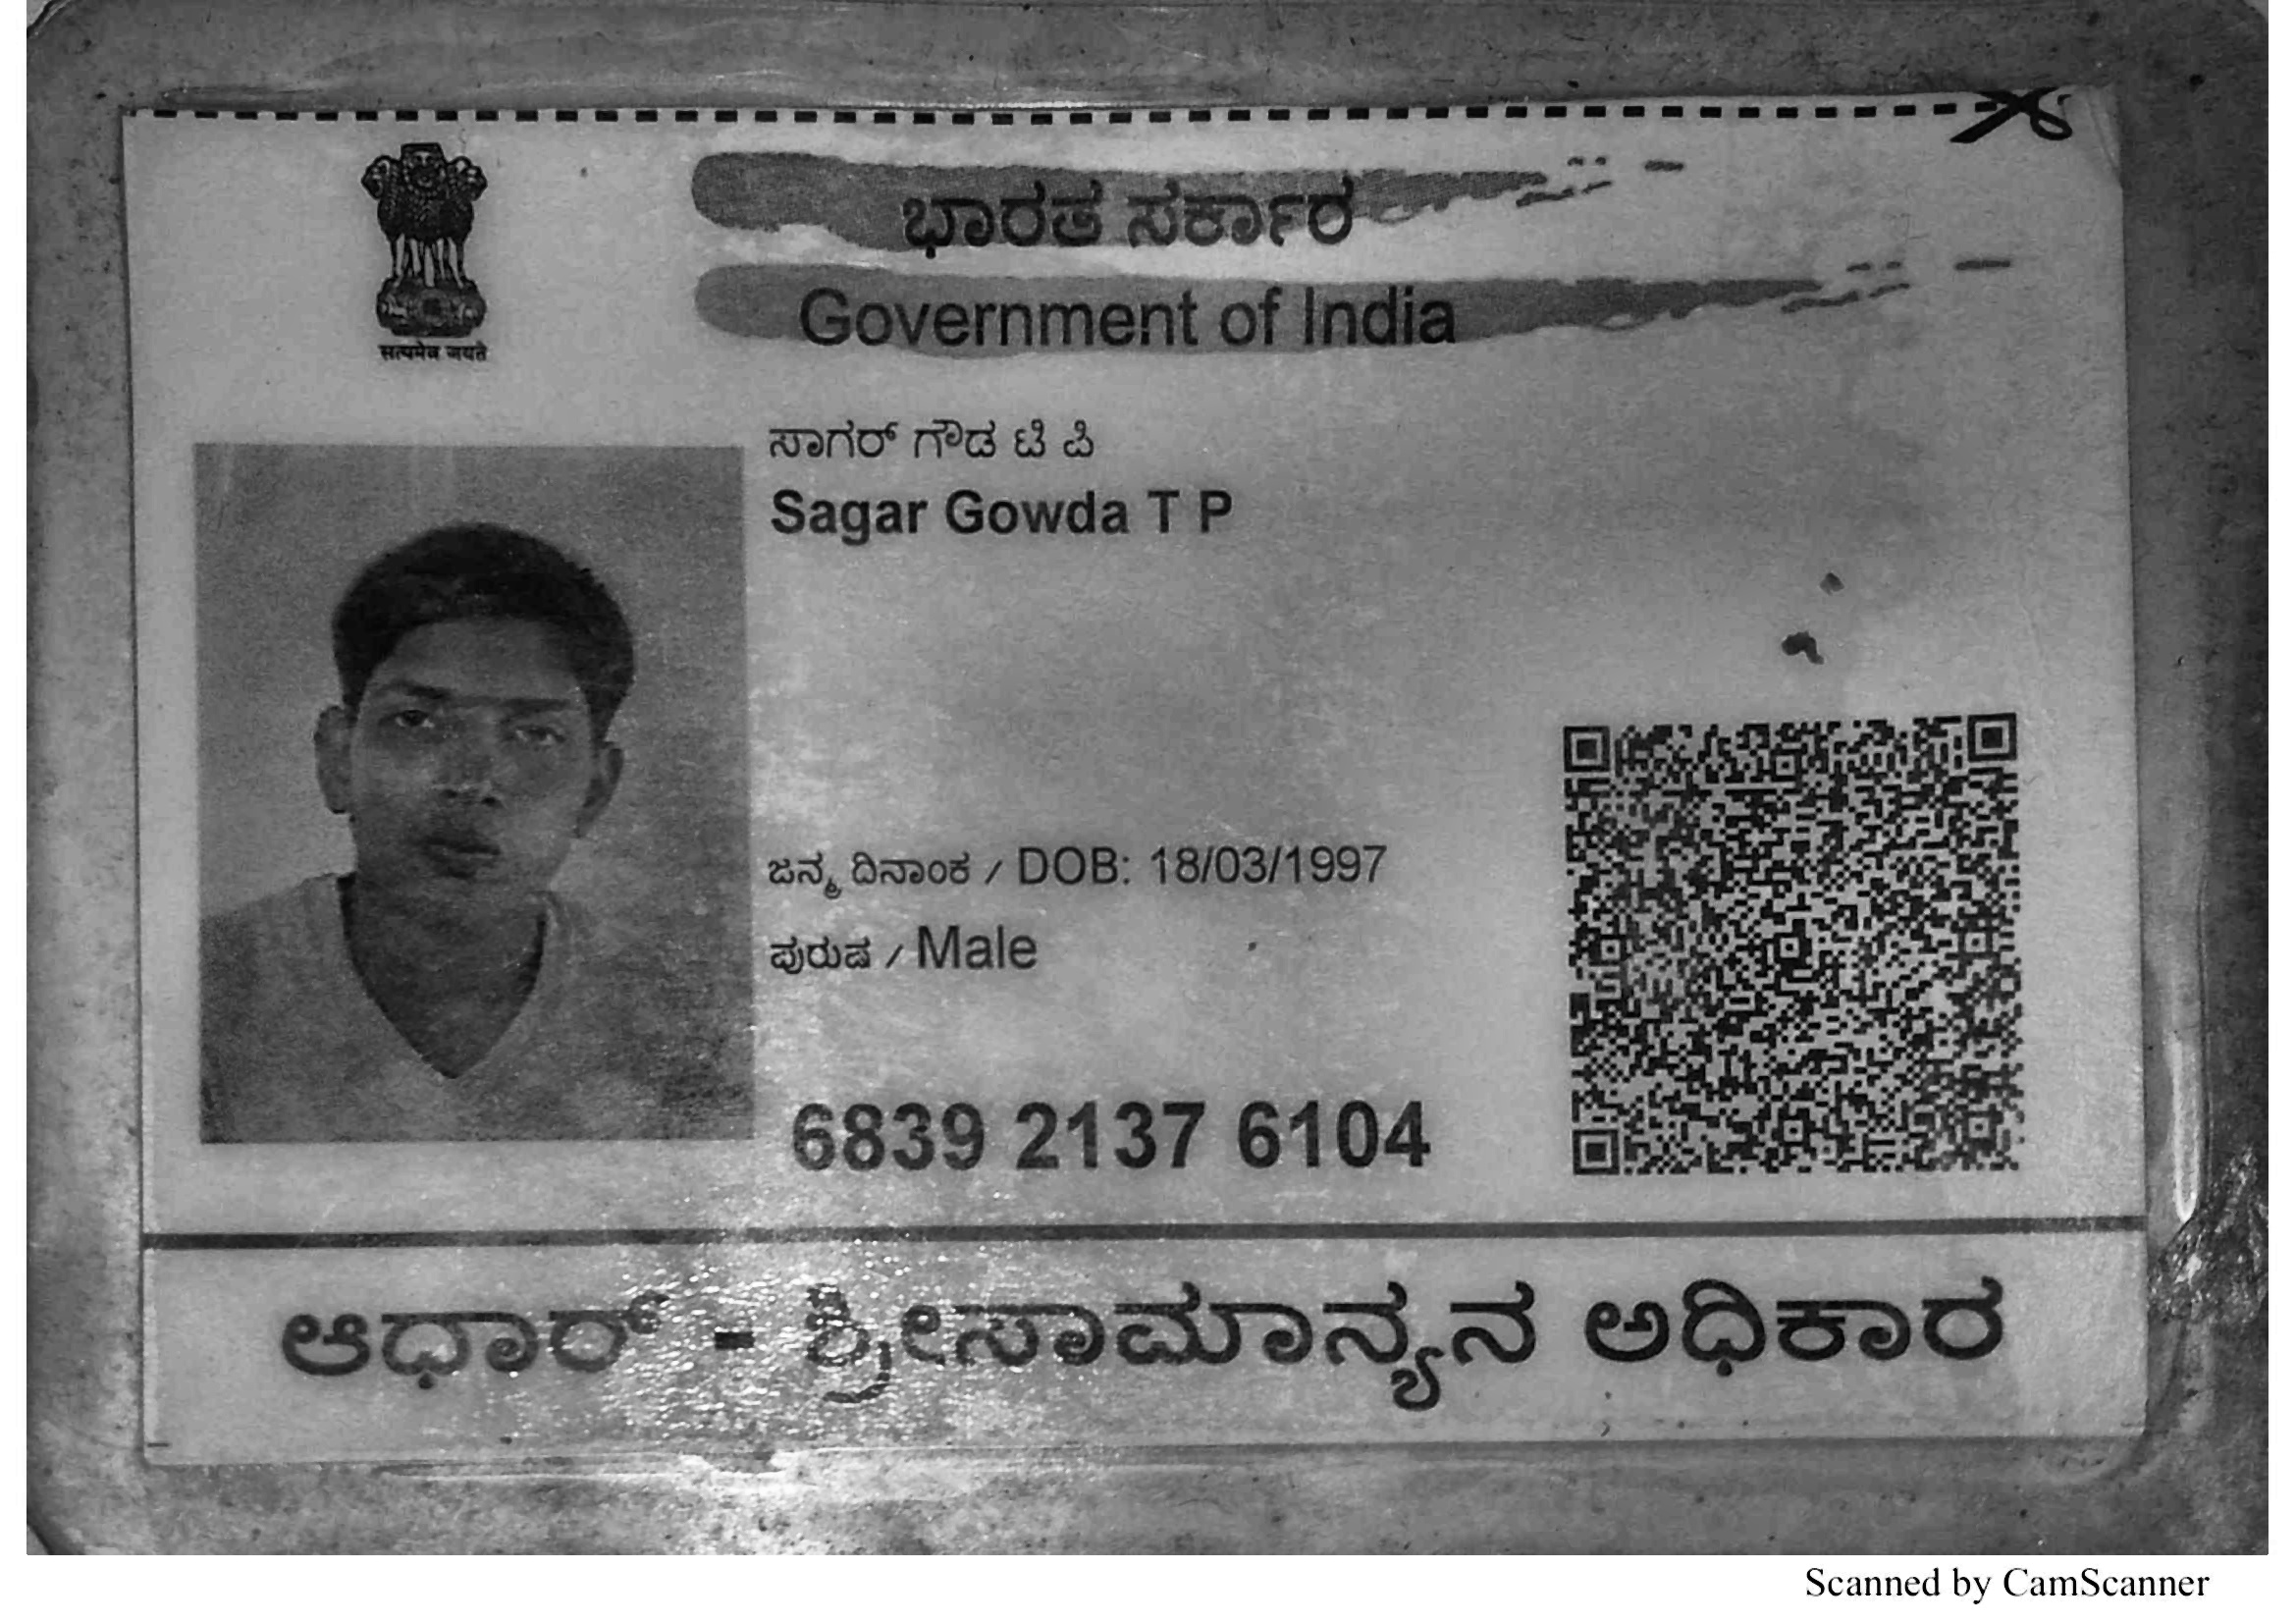 ಭಾರತ ಸರ್ಕಾರ
Government of India
सत्यमेव जयते
ಸಾಗರ್ ಗೌಡ ಟಿ ಪಿ
Sagar Gowda T P
ಜನ್ಮ ದಿನಾಂಕ / DOB: 18/03/1997
ಪುರುಷ / Male
6839 2137 6104
ಆಧಾರ್ - ಶ್ರೀಸಾಮಾನ್ಯನ ಅಧಿಕಾರ
Scanned by CamScanner